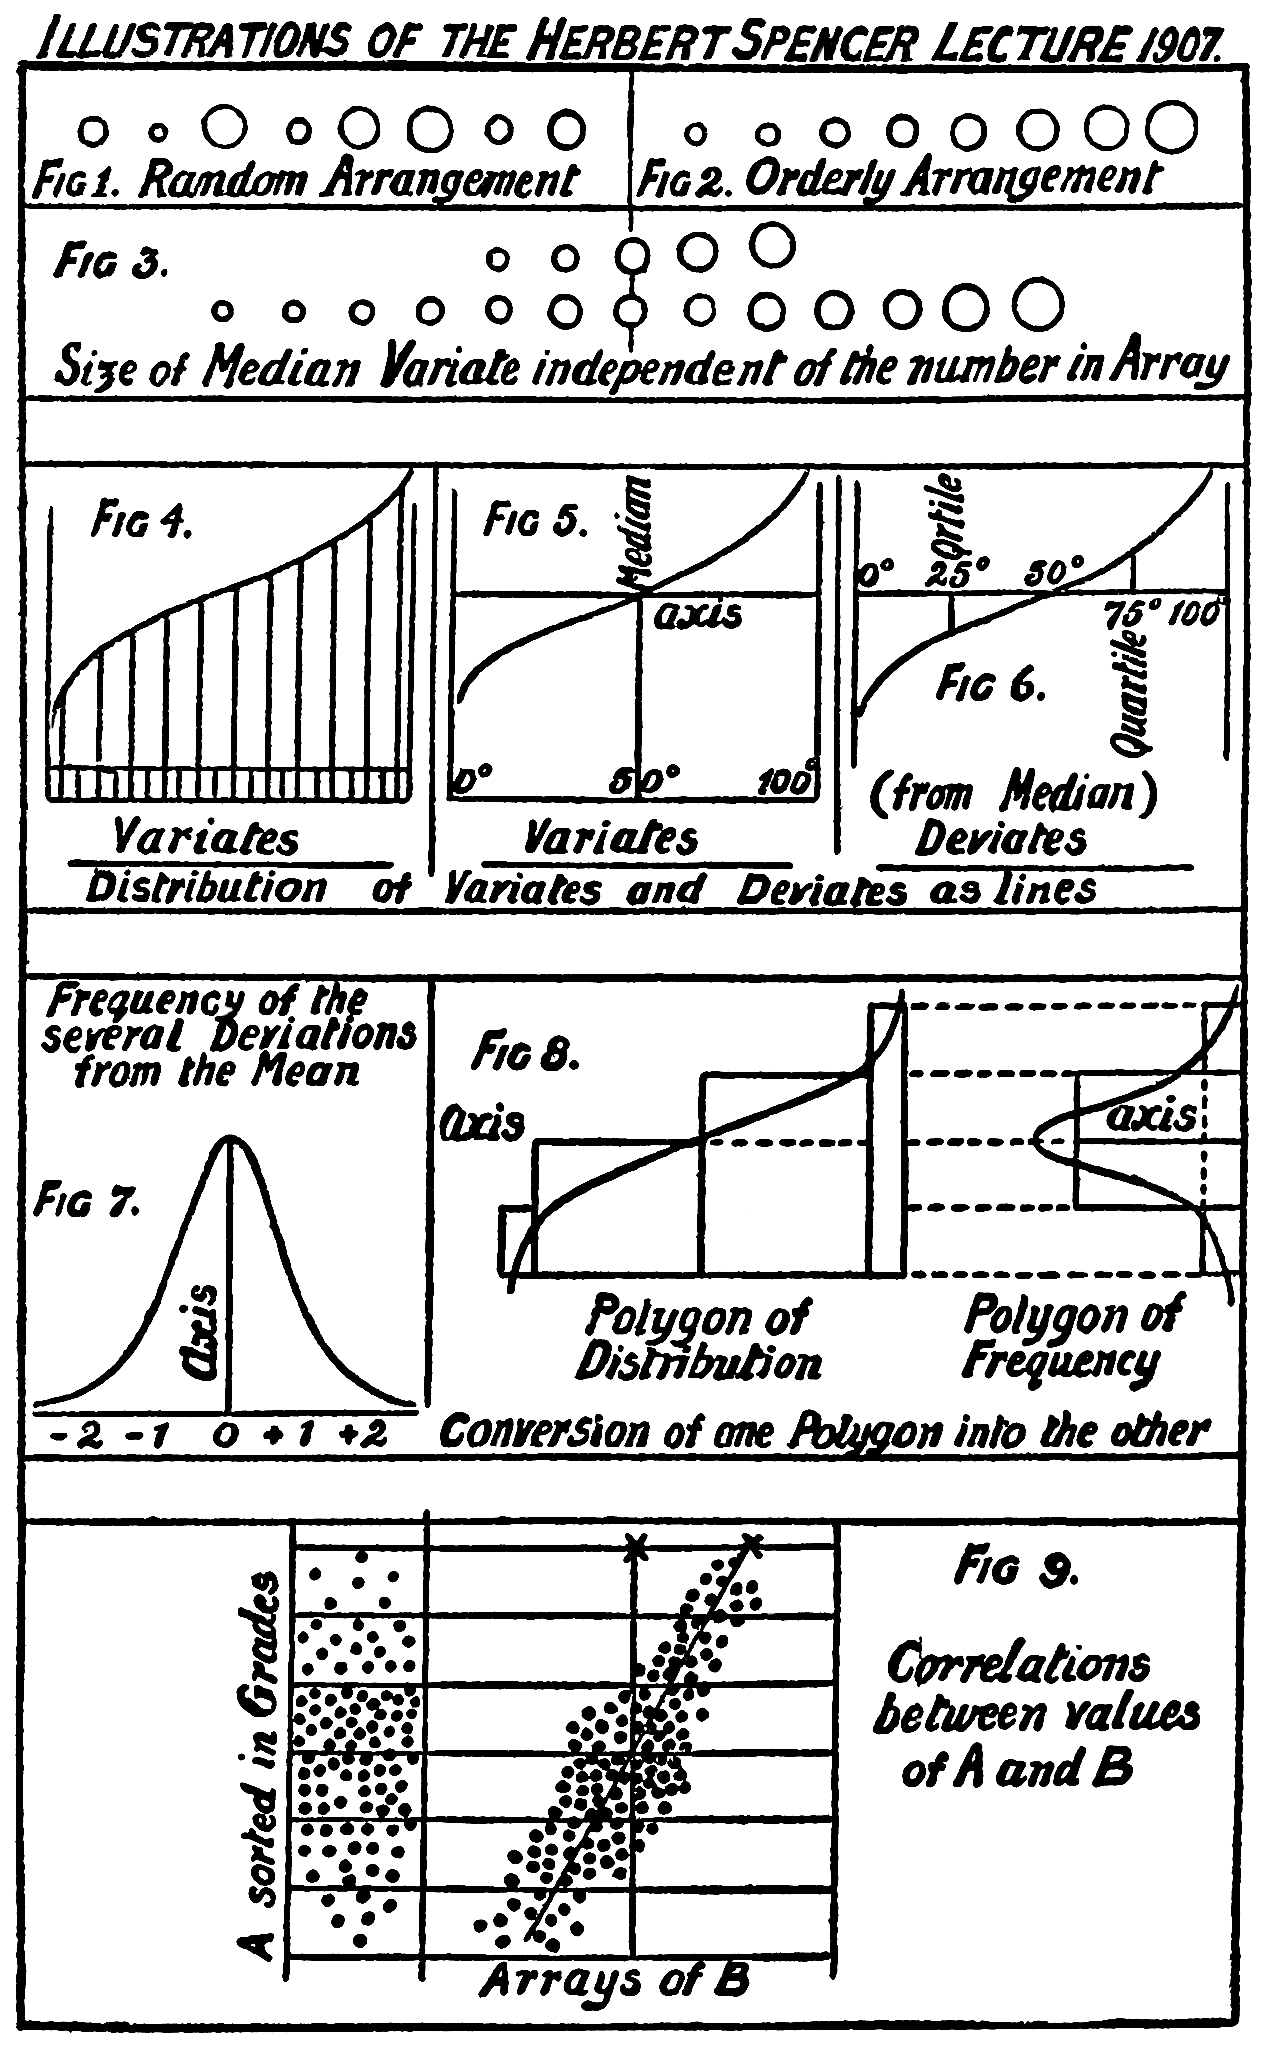 ILLUSTRATIONS OF THE HERBERT SPENCER LECTURE 1907.
FIG 1. Random Arrangement
FIG 2. Orderly Arrangement
FIG 3.
Size of Median Variate independent of the number in Array
FIG 4.
Variates
FIG 5.
Median
axis
0° 50° 100°
Variates
Qrtile
0° 25° 50°
75° 100°
Quartile
FIG 6.
(from Median)
Deviates
Distribution of Variates and Deviates as lines
Frequency of the
several Deviations
from the Mean
FIG 7.
axis
-2 -1 0 +1 +2
FIG 8.
axis
axis
Polygon of
Distribution
Polygon of
Frequency
Conversion of one Polygon into the other
A sorted in Grades
Arrays of B
FIG 9.
Correlations
between values
of A and B